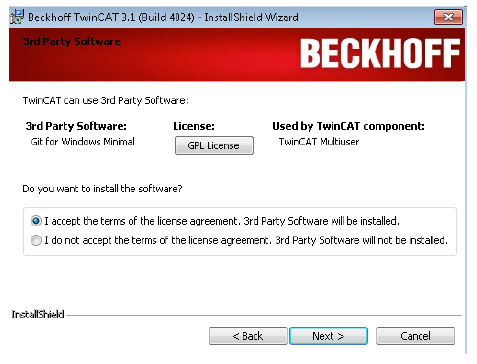 Beckhoff TwinCAT 3.1 (Build 4024) - InstallShield Wizard
3rd Party Software
BECKHOFF
TwinCAT can use 3rd Party Software:
3rd Party Software: License: Used by TwinCAT component:
Git for Windows Minimal GPL License TwinCAT Multiuser
Do you want to install the software?
I accept the terms of the license agreement. 3rd Party Software will be installed.
I do not accept the terms of the license agreement. 3rd Party Software will not be installed.
InstallShield
< Back Next > Cancel